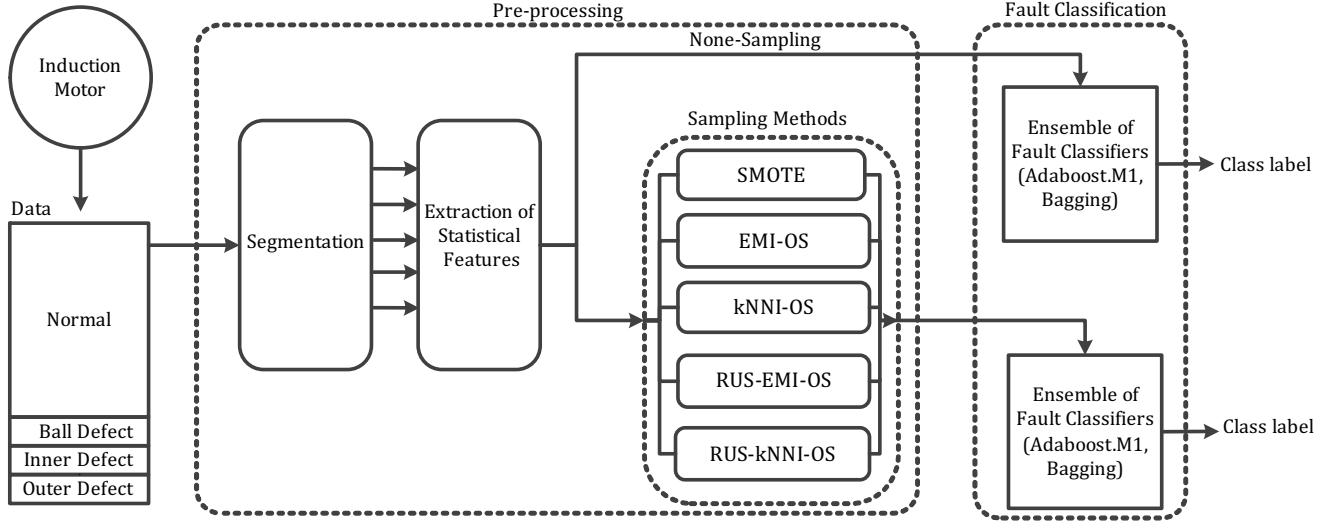 Pre-processing
Fault Classification
Induction
Motor
None-Sampling
Sampling Methods
Data
Normal
Ball Defect
Inner Defect
Outer Defect
Segmentation
Extraction of
Statistical
Features
SMOTE
EMI-OS
kNNI-OS
RUS-EMI-OS
RUS-kNNI-OS
Ensemble of
Fault Classifiers
(Adaboost.M1,
Bagging)
Class label
Ensemble of
Fault Classifiers
(Adaboost.M1,
Bagging)
Class label